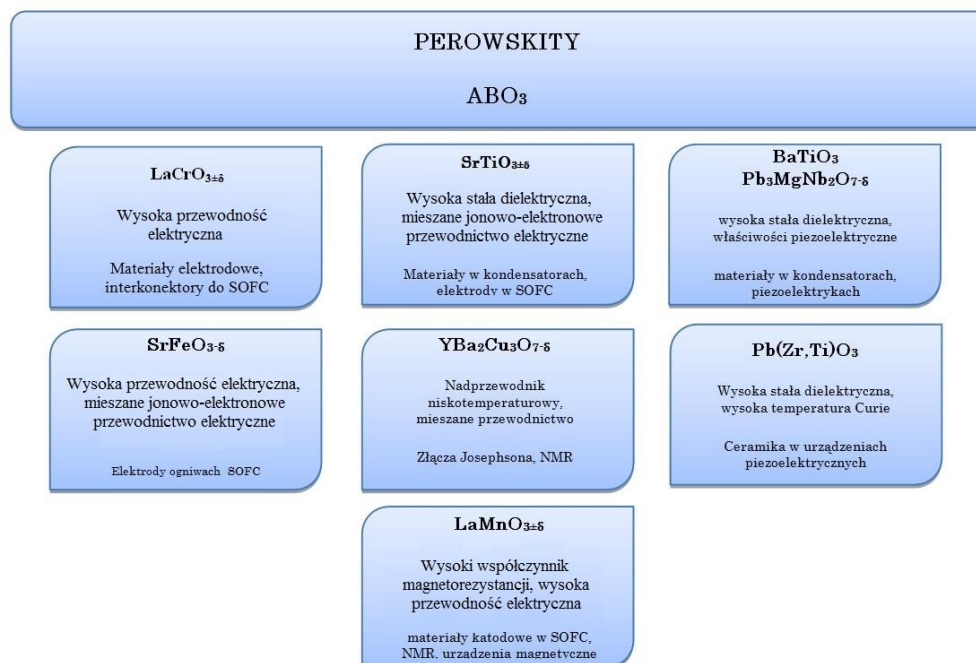 PEROWSKITY
ABO₃
LaCrO₃±δ
Wysoka przewodność
elektryczna
Materiały elektrodowe,
interkonektory do SOFC
SrTiO₃±δ
Wysoka stała dielektryczna,
mieszane jonowo-elektronowe
przewodnictwo elektryczne
Materiały w kondensatorach,
elektrody w SOFC
BaTiO₃
Pb₃MgNb₂O₇-δ
wysoka stała dielektryczna,
właściwości piezoelektryczne
materiały w kondensatorach,
piezoelektrykach
SrFeO₃-δ
Wysoka przewodność elektryczna,
mieszane jonowo-elektronowe
przewodnictwo elektryczne
Elektrody ogniwach SOFC
YBa₂Cu₃O₇-δ
Nadprzewodnik
niskotemperaturowy,
mieszane przewodnictwo
Złącza Josephsona, NMR
Pb(Zr,Ti)O₃
Wysoka stała dielektryczna,
wysoka temperatura Curie
Ceramika w urządzeniach
piezoelektrycznych
LaMnO₃±δ
Wysoki współczynnik
magnetorezystancji, wysoka
przewodność elektryczna
materiały katodowe w SOFC,
NMR, urządzenia magnetyczne